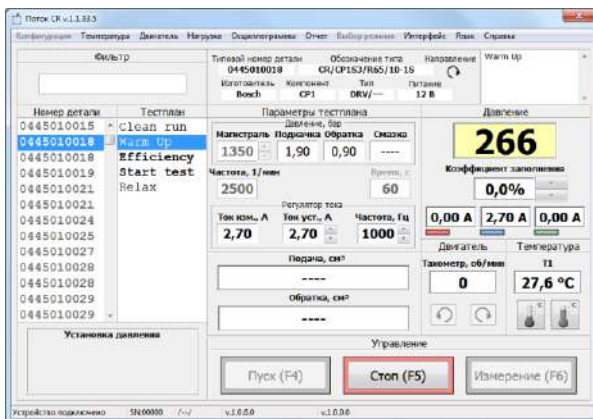 Поток CR v.1.1.33.5
Конфигурация Температура Двигатель Нагрузка Осциллограмма Отчет Выбор режима Интерфейс Язык Справка
Фильтр
Типовой номер детали Обозначение типа Направление
0445010018 CR/CP1S3/R65/10-1S
Изготовитель Компонент Тип Питание
Bosch CP1 DRV/--- 12 В
Warm Up
Номер детали Тестплан
0445010015
0445010018
0445010018
0445010019
0445010021
0445010021
0445010024
0445010025
0445010027
0445010028
0445010028
0445010029
0445010029
Clean run
Warm Up
Efficiency
Start test
Relax
Установка давления
Параметры тестплана
Давление, бар
Магистраль Подкачка Обратка Смазка
1350 1,90 0,90 ----
Частота, 1/мин Время, с
2500 60
Регулятор тока
Ток изм., А Ток уст., А Частота, Гц
2,70 2,70 1000
Подача, см³
----
Обратка, см³
----
Давление
266
Коэффициент заполнения
0,0%
0,00 А 2,70 А 0,00 А
Двигатель Температура
Тахометр, об/мин T1
0 27,6 °C
°C °C
Управление
Пуск (F4) Стоп (F5) Измерение (F6)
Устройство подключено SN:00000 /--/ v.1.0.0.0 v.1.0.0.0